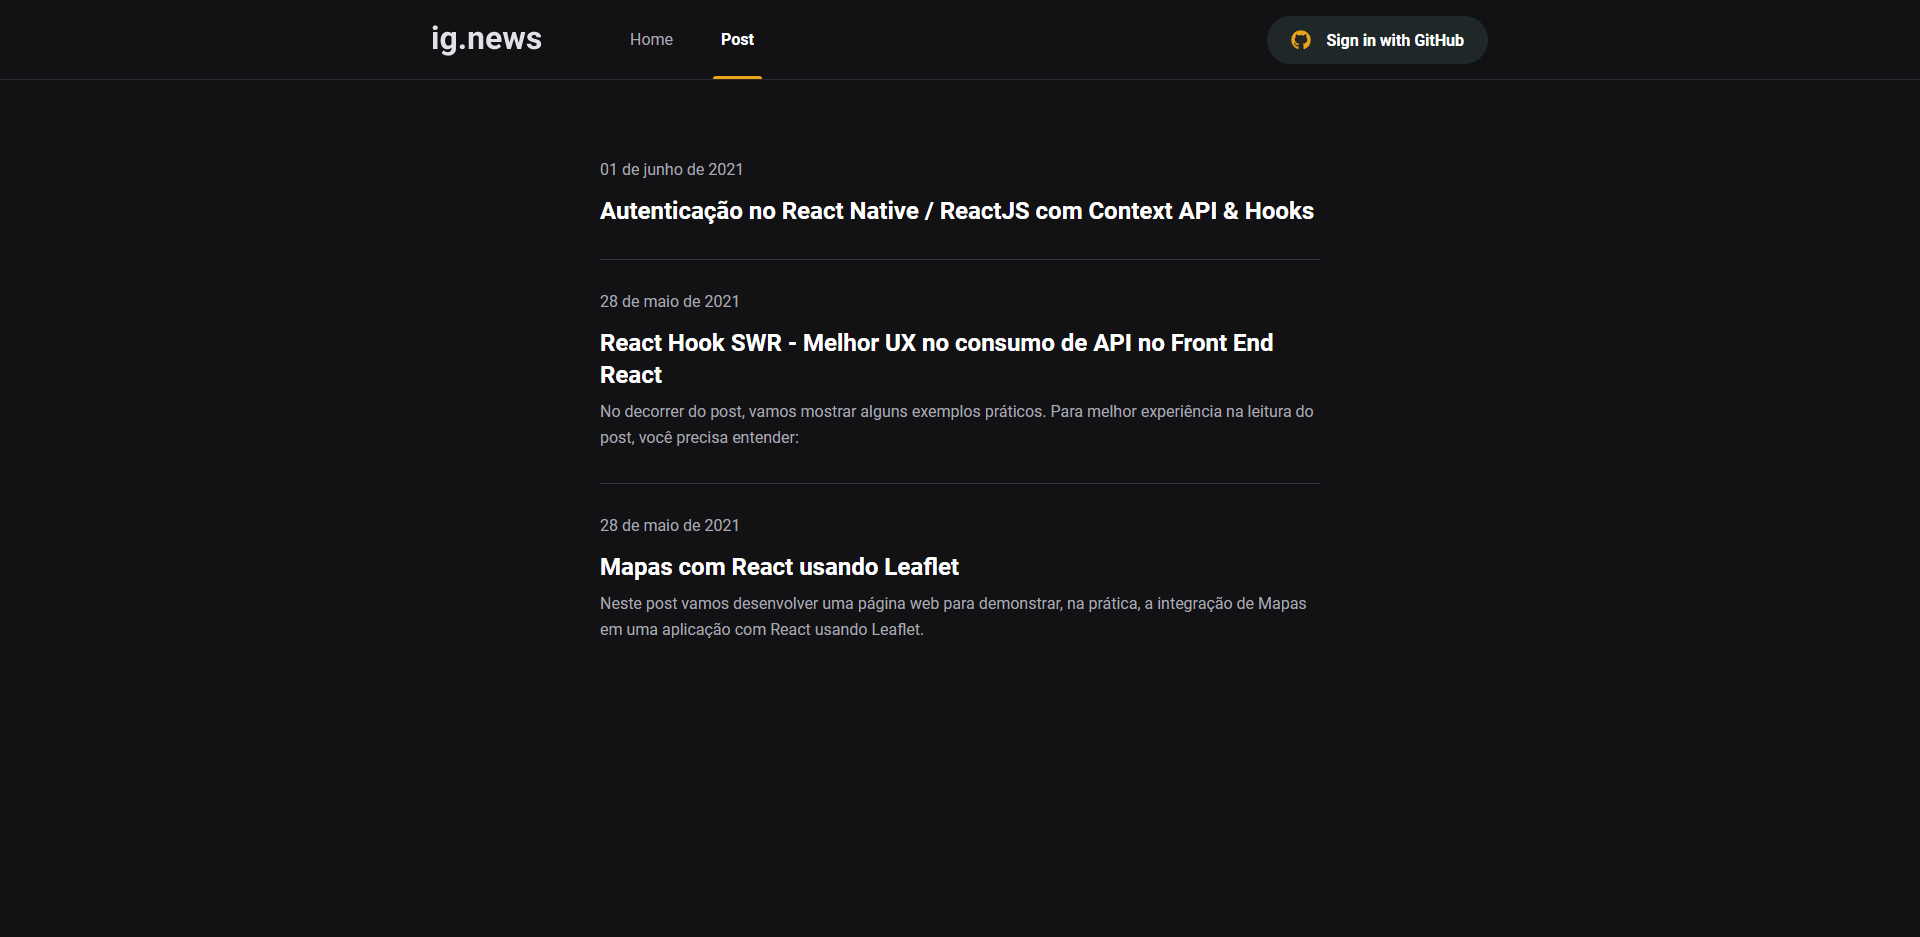 ig.news
Home
Post
Sign in with GitHub
01 de junho de 2021
Autenticação no React Native / ReactJS com Context API & Hooks
28 de maio de 2021
React Hook SWR - Melhor UX no consumo de API no Front End
React
No decorrer do post, vamos mostrar alguns exemplos práticos. Para melhor experiência na leitura do
post, você precisa entender:
28 de maio de 2021
Mapas com React usando Leaflet
Neste post vamos desenvolver uma página web para demonstrar, na prática, a integração de Mapas
em uma aplicação com React usando Leaflet.